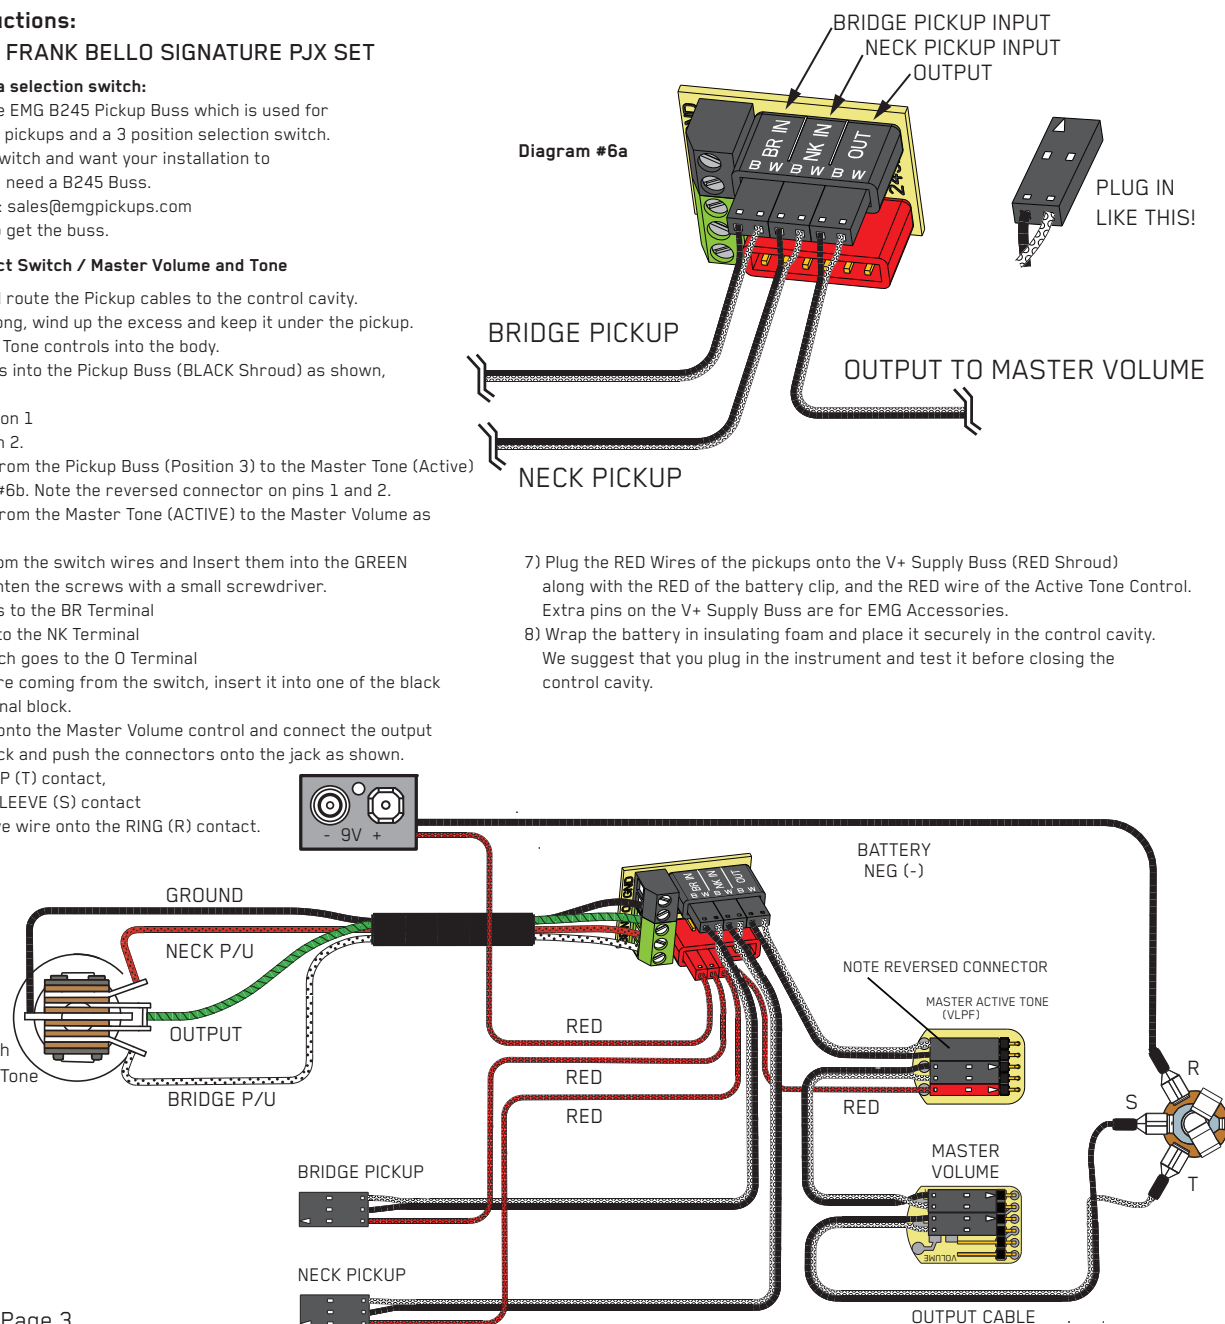 uctions:
FRANK BELLO SIGNATURE PJX SET
a selection switch:
e EMG B245 Pickup Buss which is used for
pickups and a 3 position selection switch.
witch and want your installation to
need a B245 Buss.
: sales@emgpickups.com
o get the buss.
ct Switch / Master Volume and Tone
l route the Pickup cables to the control cavity.
ong, wind up the excess and keep it under the pickup.
Tone controls into the body.
s into the Pickup Buss (BLACK Shroud) as shown,
on 1
n 2.
from the Pickup Buss (Position 3) to the Master Tone (Active)
#6b. Note the reversed connector on pins 1 and 2.
from the Master Tone (ACTIVE) to the Master Volume as
om the switch wires and Insert them into the GREEN
hten the screws with a small screwdriver.
s to the BR Terminal
to the NK Terminal
ch goes to the O Terminal
re coming from the switch, insert it into one of the black
nal block.
onto the Master Volume control and connect the output
ck and push the connectors onto the jack as shown.
P (T) contact,
LEEVE (S) contact
ve wire onto the RING (R) contact.
Diagram #6a
BRIDGE PICKUP INPUT
NECK PICKUP INPUT
OUTPUT
BR IN
NK IN
OUT
B W B W B W
PLUG IN
LIKE THIS!
BRIDGE PICKUP
OUTPUT TO MASTER VOLUME
NECK PICKUP
7) Plug the RED Wires of the pickups onto the V+ Supply Buss (RED Shroud)
along with the RED of the battery clip, and the RED wire of the Active Tone Control.
Extra pins on the V+ Supply Buss are for EMG Accessories.
8) Wrap the battery in insulating foam and place it securely in the control cavity.
We suggest that you plug in the instrument and test it before closing the
control cavity.
- 9V +
BATTERY
NEG (-)
GROUND
NECK P/U
OUTPUT
BRIDGE P/U
h
Tone
GND
BR IN
NK IN
OUT
B W B W B W
RED
RED
RED
NOTE REVERSED CONNECTOR
MASTER ACTIVE TONE
(VLPF)
RED
R
S
T
MASTER
VOLUME
VOLUME
BRIDGE PICKUP
NECK PICKUP
OUTPUT CABLE
Page 3